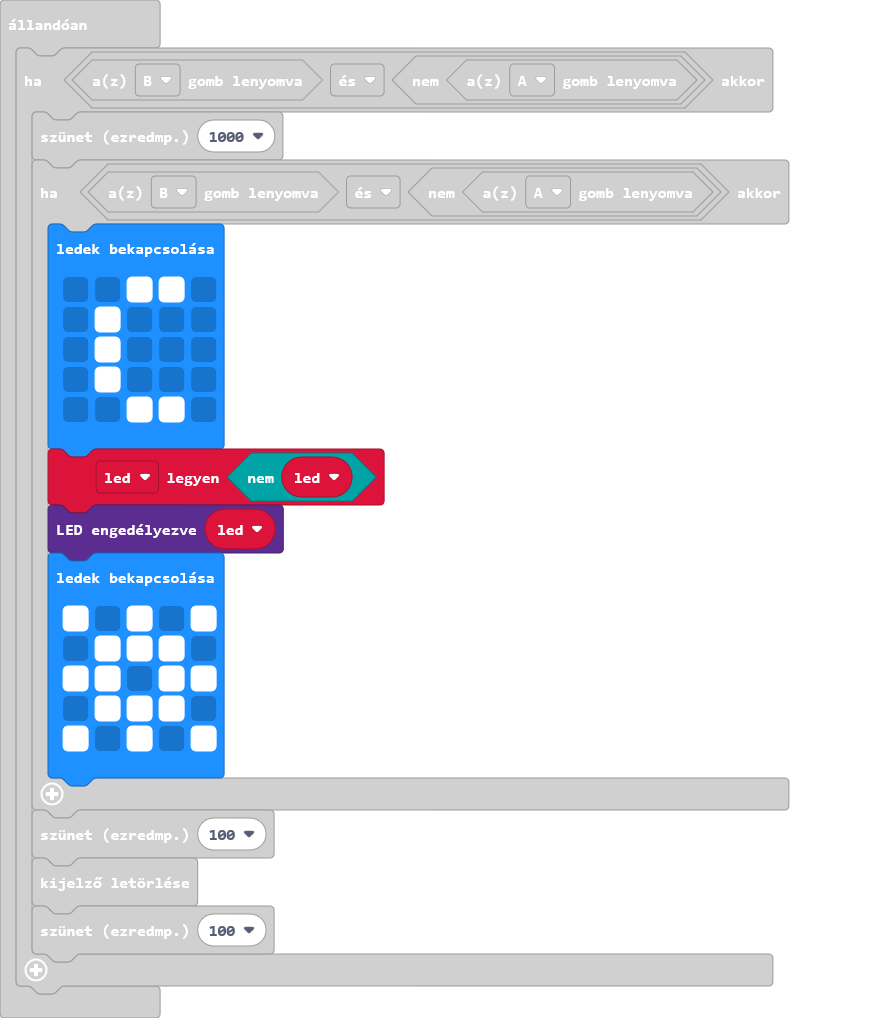 állandóan
ha a(z) B gomb lenyomva és nem a(z) A gomb lenyomva akkor
szünet (ezredmp.) 1000
ha a(z) B gomb lenyomva és nem a(z) A gomb lenyomva akkor
ledek bekapcsolása
led legyen nem led
LED engedélyezve led
ledek bekapcsolása
szünet (ezredmp.) 100
kijelző letörlése
szünet (ezredmp.) 100